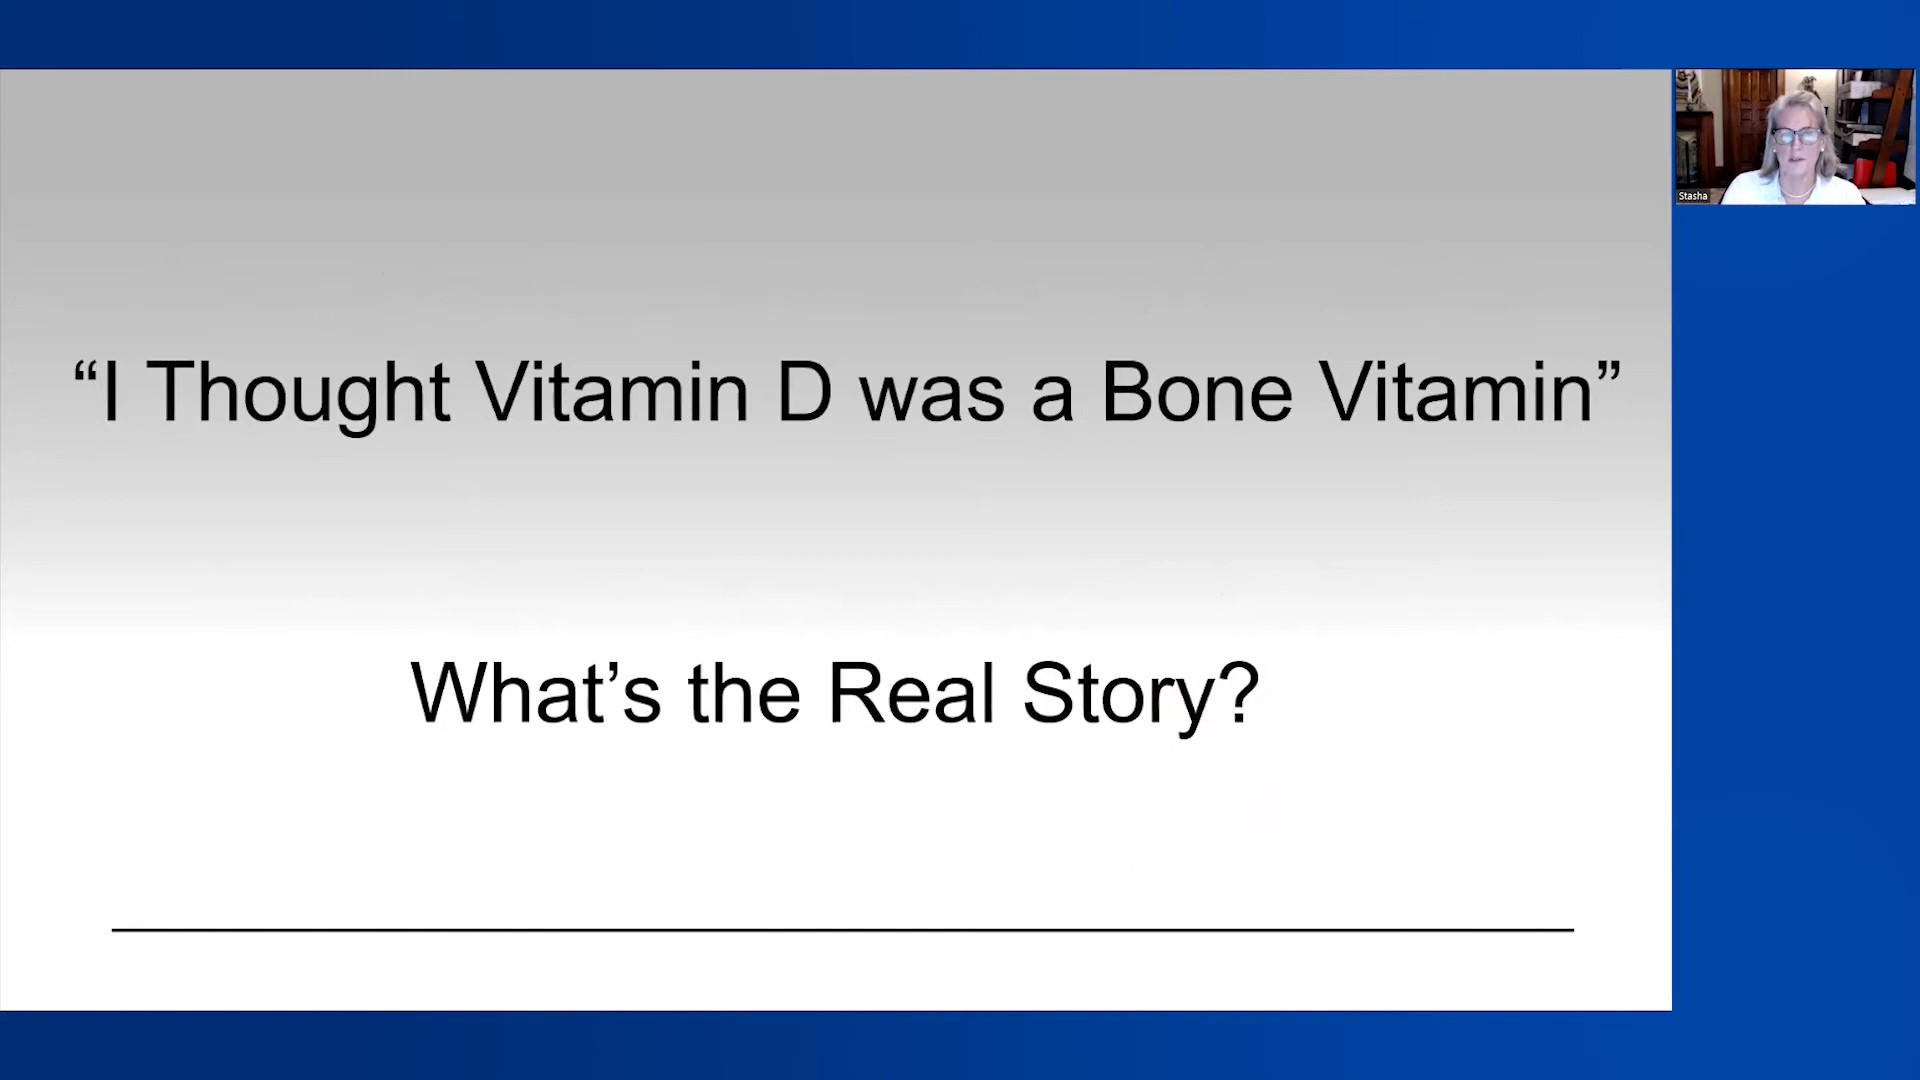 “I Thought Vitamin D was a Bone Vitamin”
What’s the Real Story?
Stasha